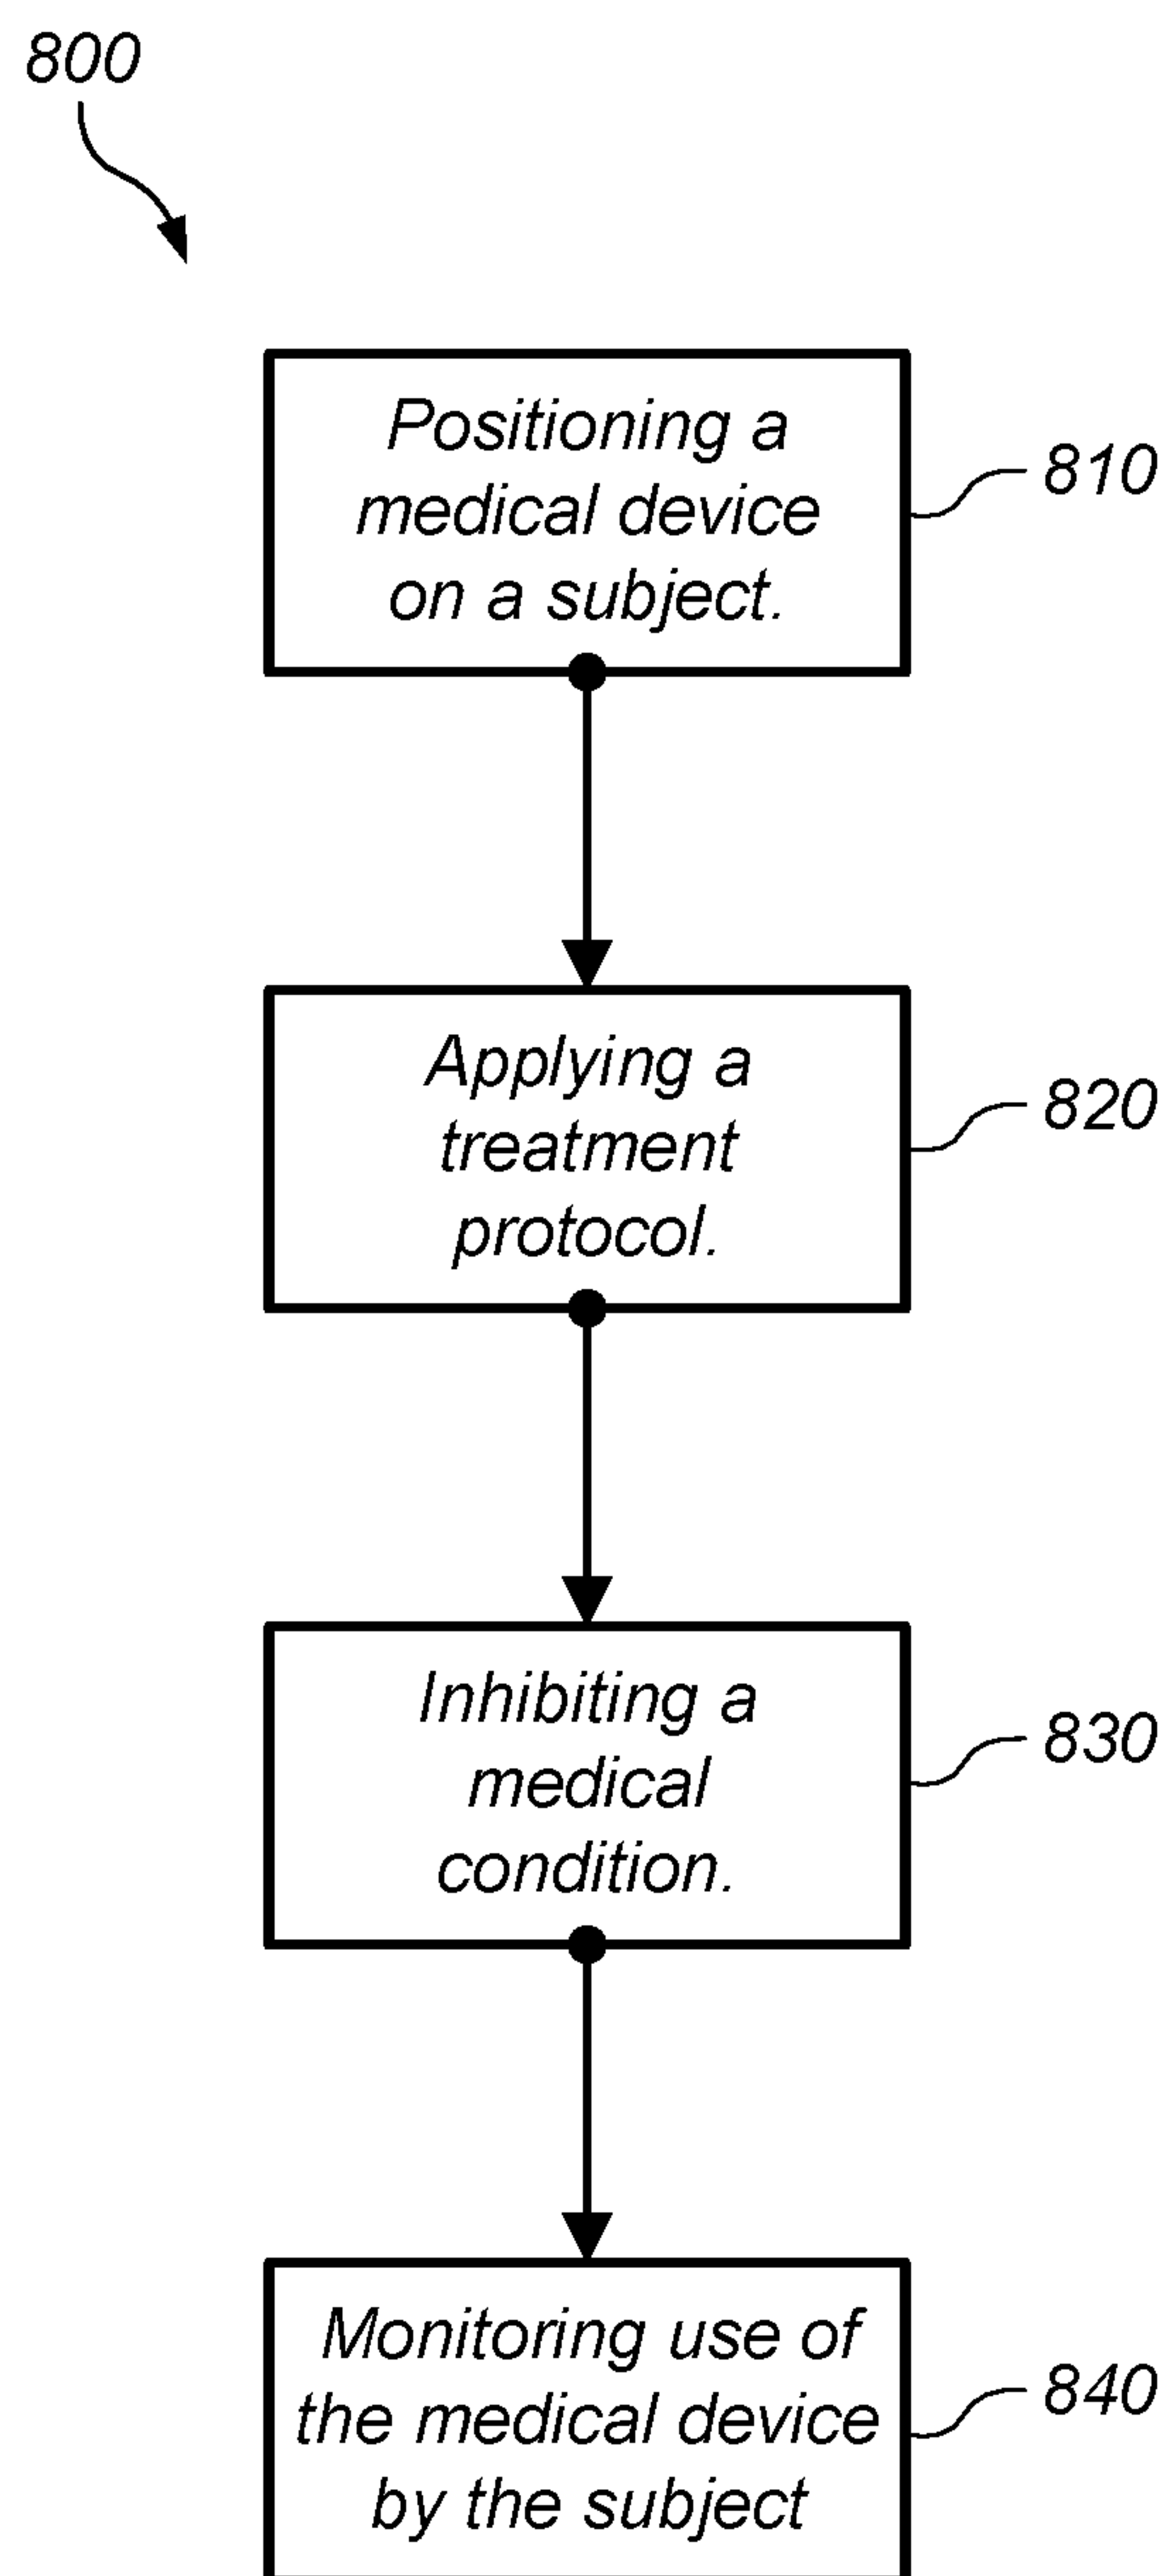 800
Positioning a
medical device
on a subject.
810
Applying a
treatment
protocol.
820
Inhibiting a
medical
condition.
830
Monitoring use of
the medical device
by the subject
840